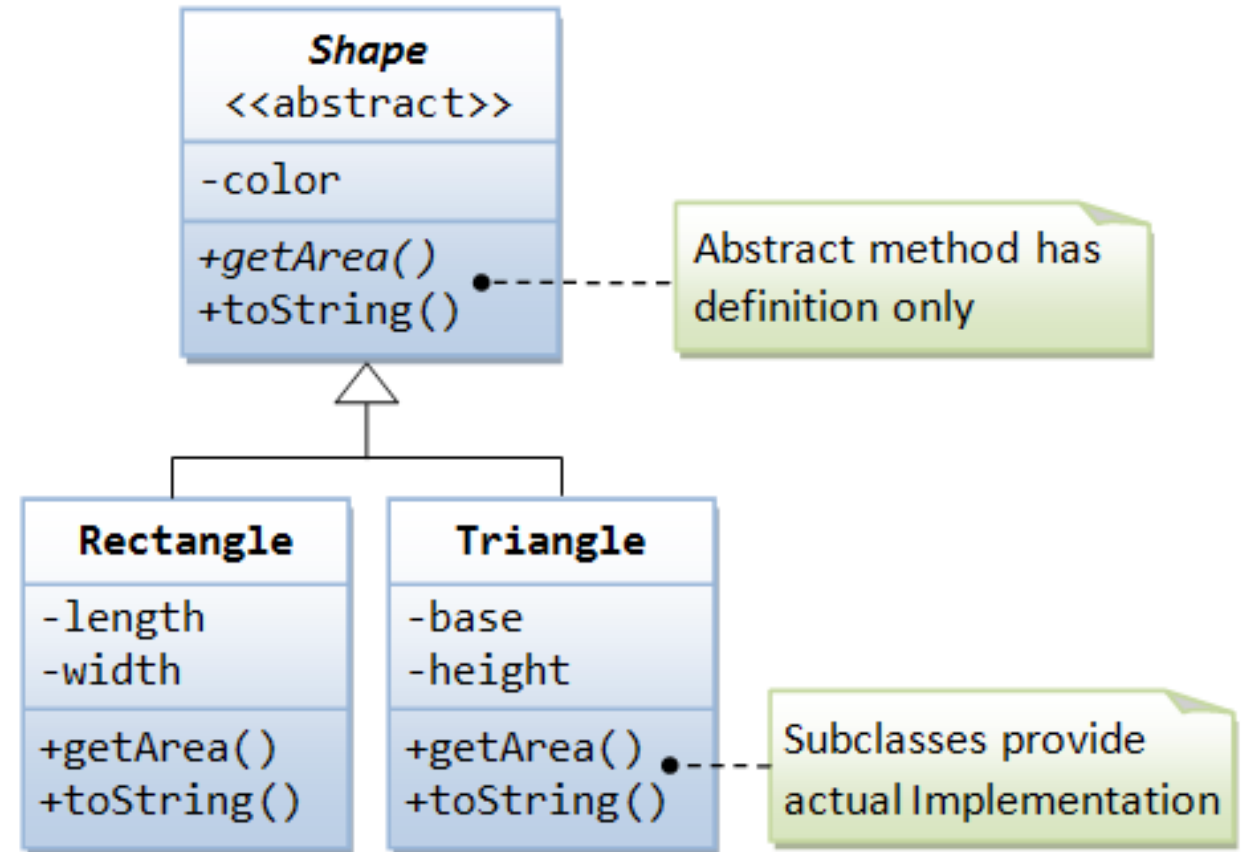 Shape
<<abstract>>
-color
+getArea()
+toString()
Abstract method has
definition only
Rectangle
-length
-width
+getArea()
+toString()
Triangle
-base
-height
+getArea()
+toString()
Subclasses provide
actual Implementation